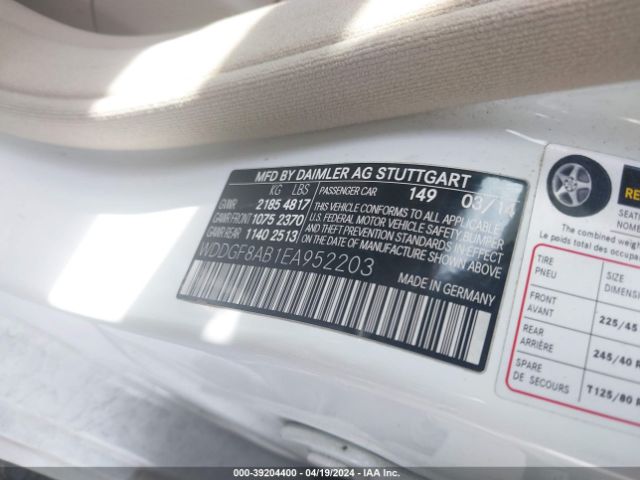 MFD BY DAIMLER AG STUTTGART
KG LBS
PASSENGER CAR 149 03/14
GVWR 2185 4817
GAWR FRONT 1075 2370
GAWR REAR 1140 2513
THIS VEHICLE CONFORMS TO ALL APPLICABLE
U.S. FEDERAL MOTOR VEHICLE SAFETY, BUMPER
AND THEFT PREVENTION STANDARDS IN EFFECT
ON THE DATE OF MANUFACTURE SHOWN ABOVE
WDDGF8AB1EA952203
MADE IN GERMANY
SEAT
NOMB
The combined weig
Le poids total des occupa
TIRE
PNEU
SIZE
DIMENSI
FRONT
AVANT
225/45
REAR
ARRIÈRE
245/40 R
SPARE
DE SECOURS
T125/80 R
000-39204400 - 04/19/2024 - IAA Inc.